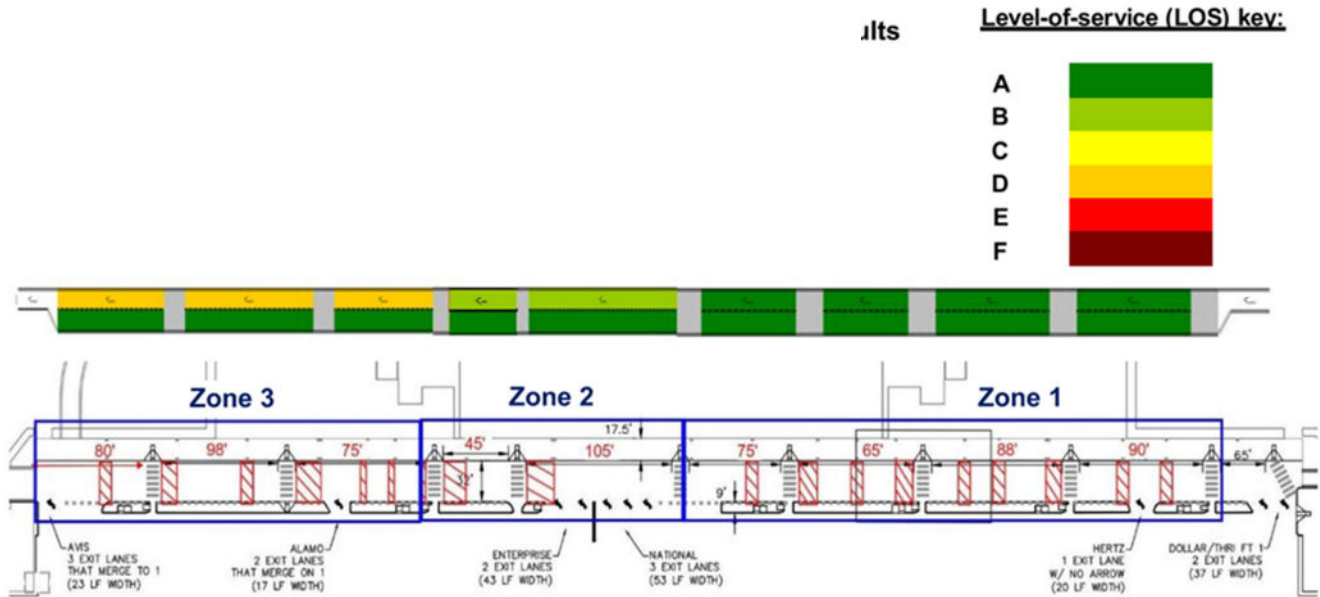 ults
Level-of-service (LOS) key:
A
B
C
D
E
F
Zone 3
Zone 2
Zone 1
17.5'
80'
98'
75'
45'
105'
75'
65'
88'
90'
65'
32'
9'
AVIS
3 EXIT LANES
THAT MERGE TO 1
(23 LF WIDTH)
ALAMO
2 EXIT LANES
THAT MERGE ON 1
(17 LF WIDTH)
ENTERPRISE
2 EXIT LANES
(43 LF WIDTH)
NATIONAL
3 EXIT LANES
(53 LF WIDTH)
HERTZ
1 EXIT LANE
W/ NO ARROW
(20 LF WIDTH)
DOLLAR/THRI FT 1
2 EXIT LANES
(37 LF WIDTH)